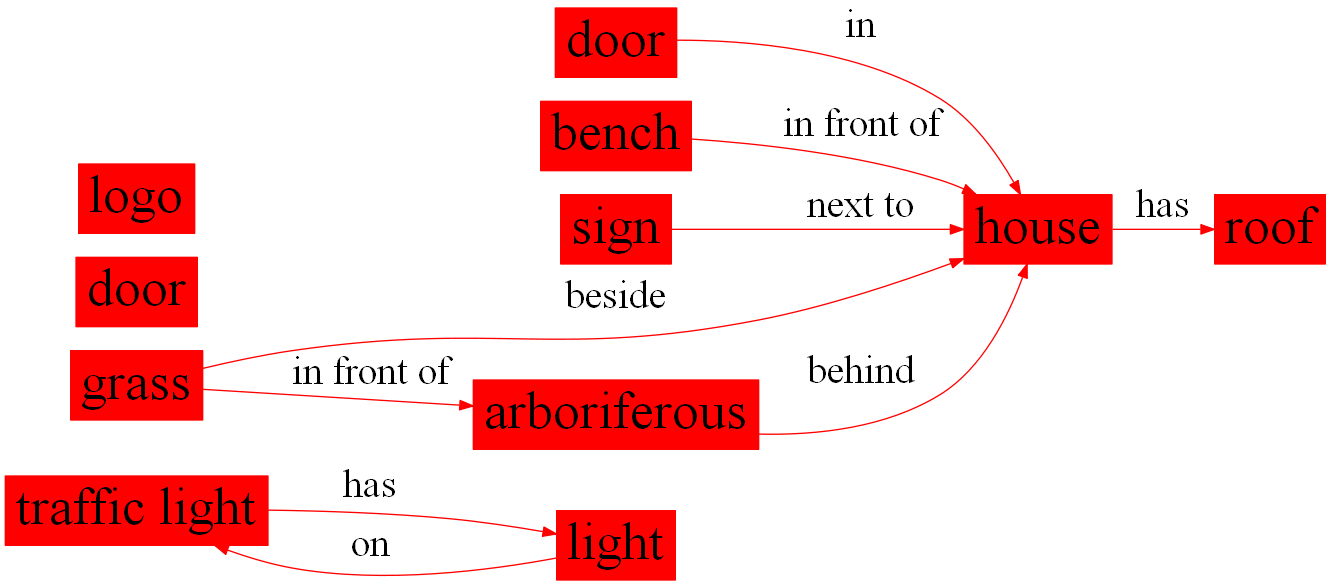 door
in
bench
in front of
logo
sign
next to
house
has
roof
door
beside
grass
in front of
arboriferous
behind
traffic light
has
on
light